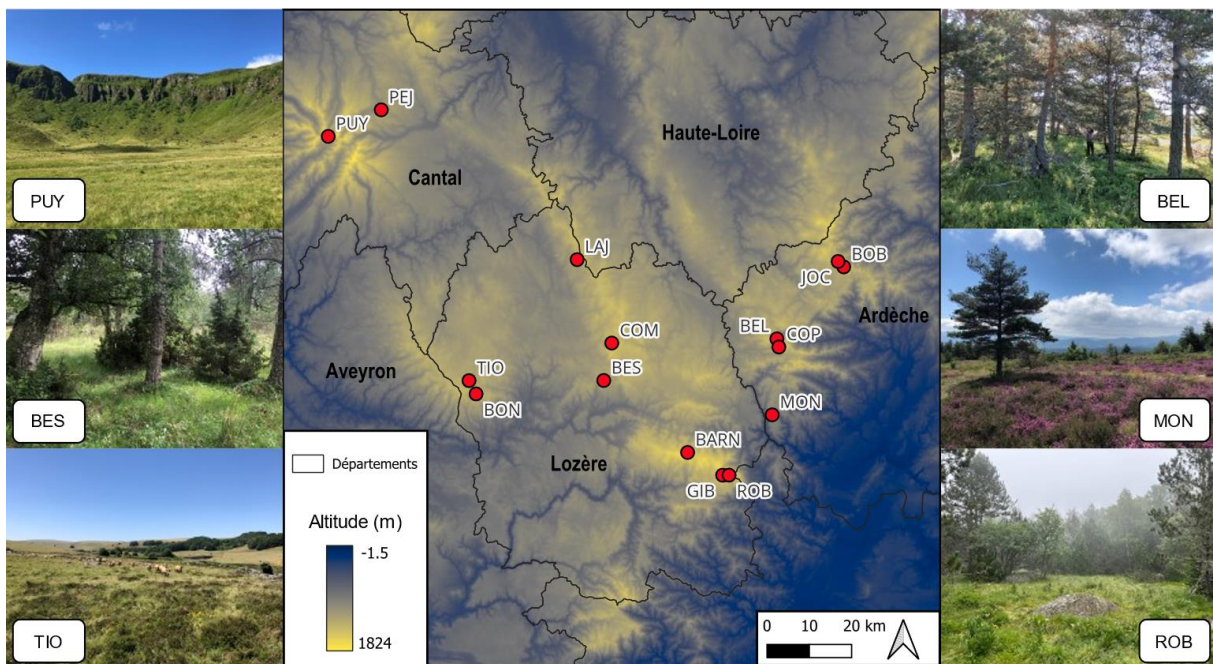 PUY
BES
TIO
PEJ
PUY
Cantal
Haute-Loire
LAJ
BOB
JOC
Ardèche
BEL
COP
COM
BES
Aveyron
TIO
BON
MON
BARN
Lozère
GIB
ROB
Départements
Altitude (m)
-1.5
1824
0 10 20 km
BEL
MON
ROB